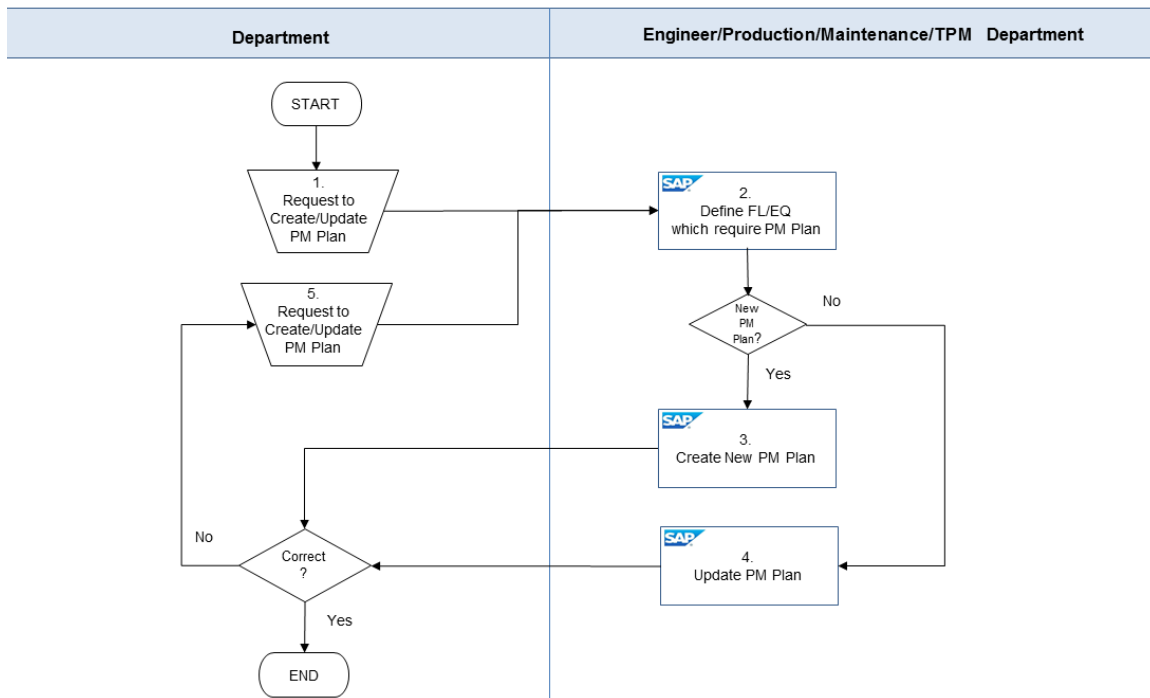 Department
Engineer/Production/Maintenance/TPM Department
START
1.
Request to
Create/Update
PM Plan
SAP
2.
Define FL/EQ
which require PM Plan
5.
Request to
Create/Update
PM Plan
New
PM
Plan?
No
Yes
SAP
3.
Create New PM Plan
No
Correct
?
SAP
4.
Update PM Plan
Yes
END